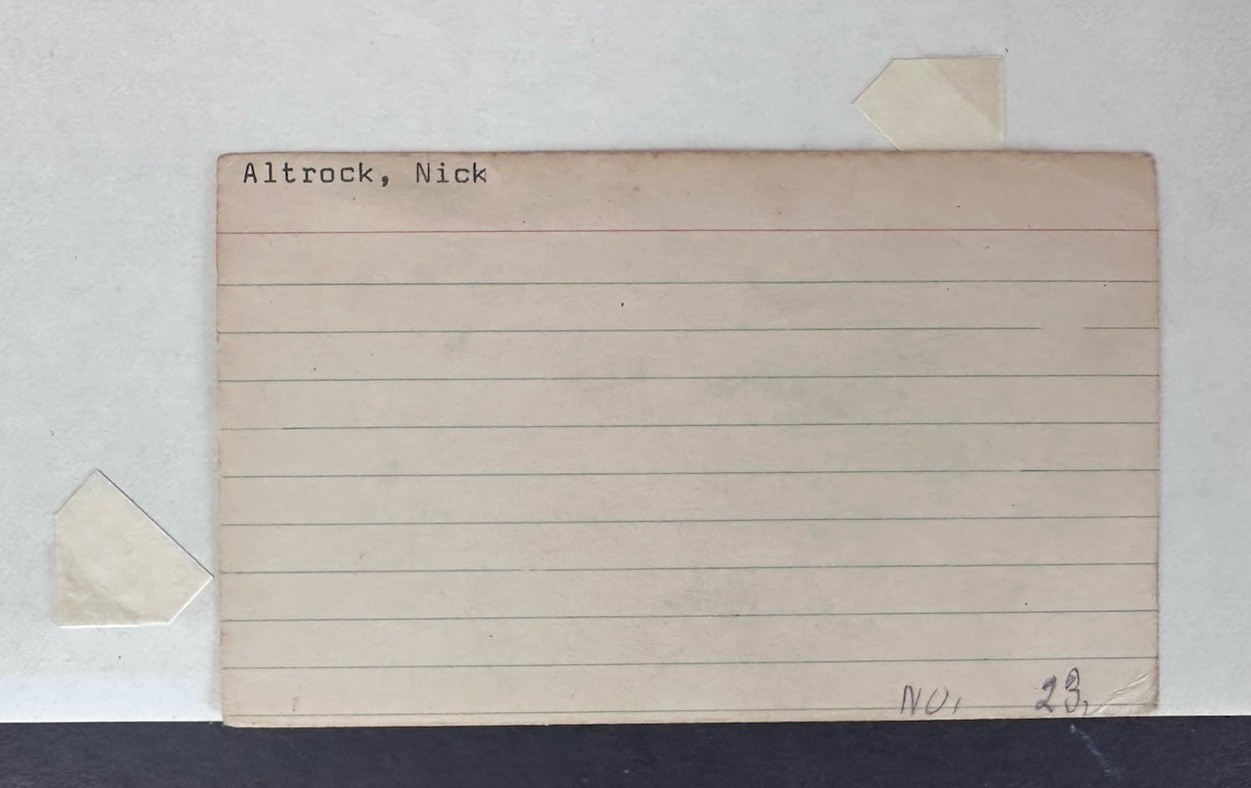 Altrock, Nick
NO. 23,